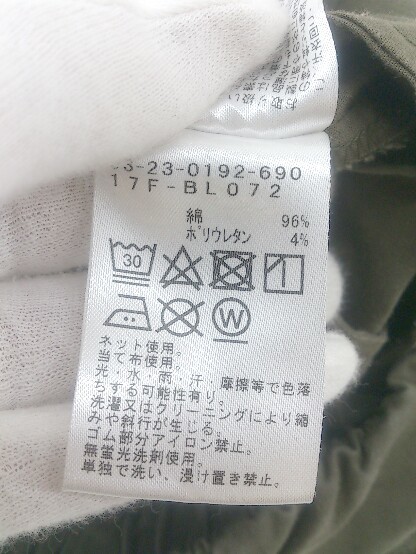 3-23-0192-690
17F-BL072
綿 96%
ポリウレタン 4%
30
W
ネット使用。
当て布使用。
光・水・雨・汗・摩擦等で色落
ちする可能性有り。
洗濯又はクリーニングにより縮
みや斜行が生じる。
ゴム部分アイロン禁止。
無蛍光洗剤使用。
単独で洗い、浸け置き禁止。